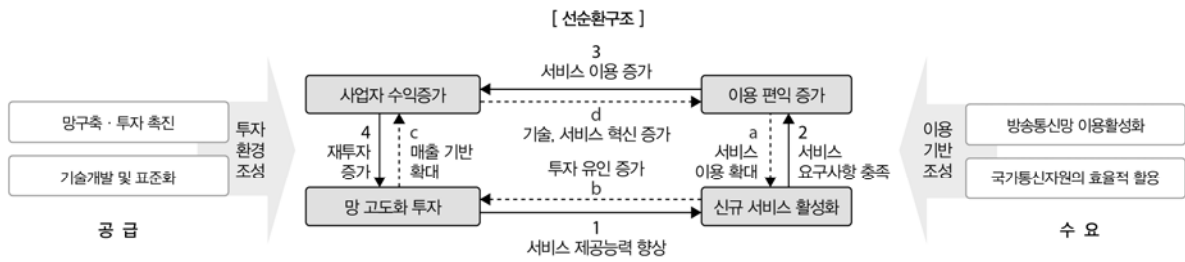 [ 선순환구조 ]
3
서비스 이용 증가
사업자 수익증가
이용 편익 증가
d
기술, 서비스 혁신 증가
4
재투자
증가
c
매출 기반
확대
a
서비스
이용 확대
2
서비스
요구사항 충족
투자 유인 증가
b
망 고도화 투자
신규 서비스 활성화
1
서비스 제공능력 향상
망구축 · 투자 촉진
기술개발 및 표준화
투자
환경
조성
공 급
이용
기반
조성
방송통신망 이용활성화
국가통신자원의 효율적 활용
수 요